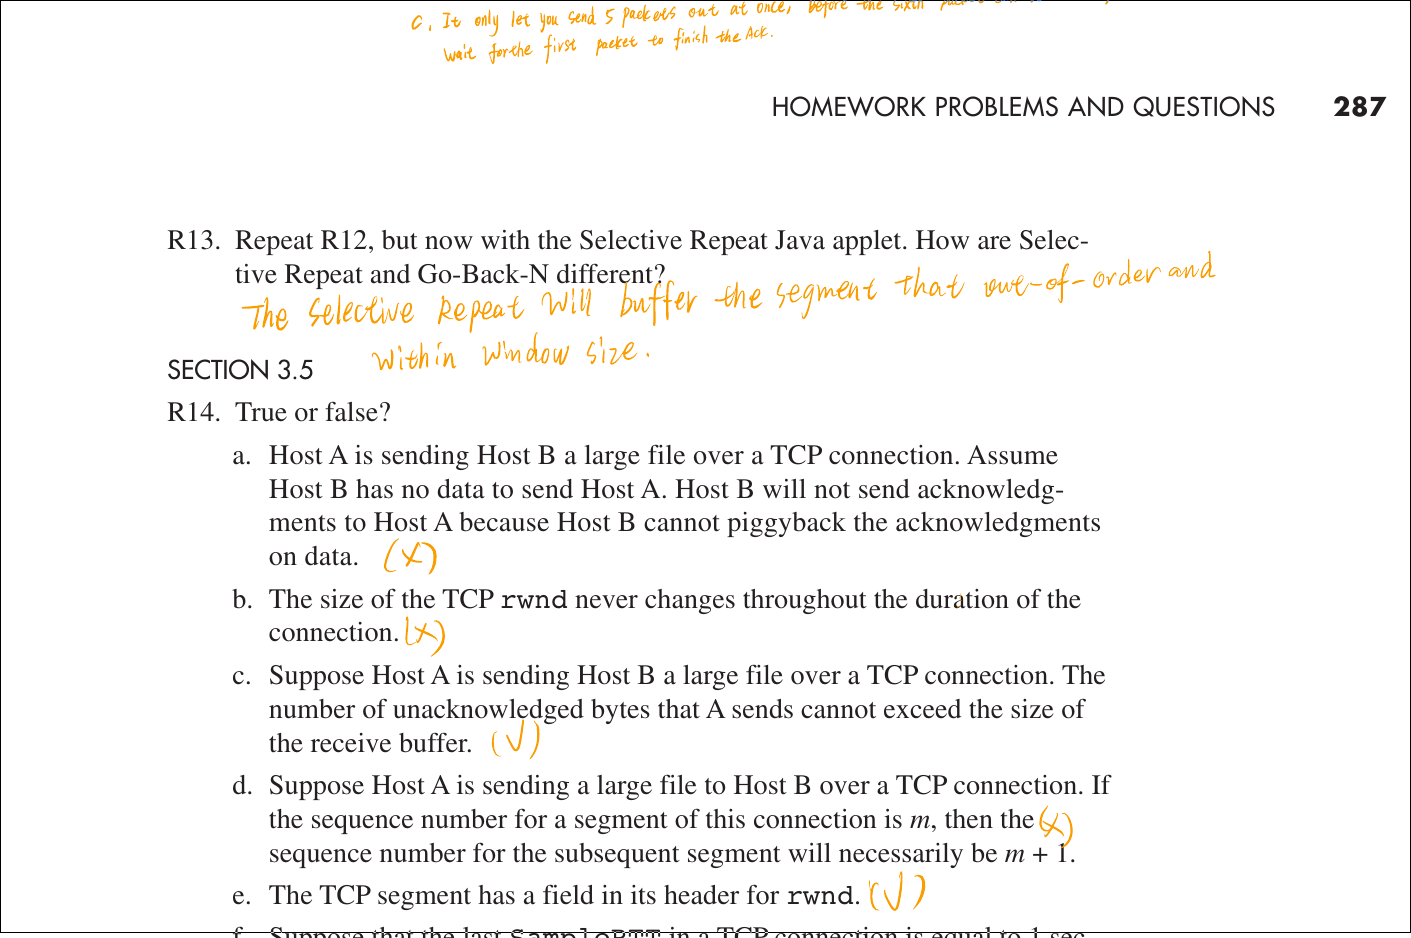 c. It only let you send 5 packets out at once, before the sixth
wait for the first packet to finish the Ack.
HOMEWORK PROBLEMS AND QUESTIONS 287
R13. Repeat R12, but now with the Selective Repeat Java applet. How are Selec-
tive Repeat and Go-Back-N different?
The Selective Repeat will buffer the segment that out-of-order and
within window size.
SECTION 3.5
R14. True or false?
a. Host A is sending Host B a large file over a TCP connection. Assume
Host B has no data to send Host A. Host B will not send acknowledg-
ments to Host A because Host B cannot piggyback the acknowledgments
on data. (X)
b. The size of the TCP rwnd never changes throughout the duration of the
connection. (X)
c. Suppose Host A is sending Host B a large file over a TCP connection. The
number of unacknowledged bytes that A sends cannot exceed the size of
the receive buffer. (√)
d. Suppose Host A is sending a large file to Host B over a TCP connection. If
the sequence number for a segment of this connection is m, then the (X)
sequence number for the subsequent segment will necessarily be m + 1.
e. The TCP segment has a field in its header for rwnd. (√)
f. Suppose that the last SampleRTT in a TCP connection is equal to 1 sec.